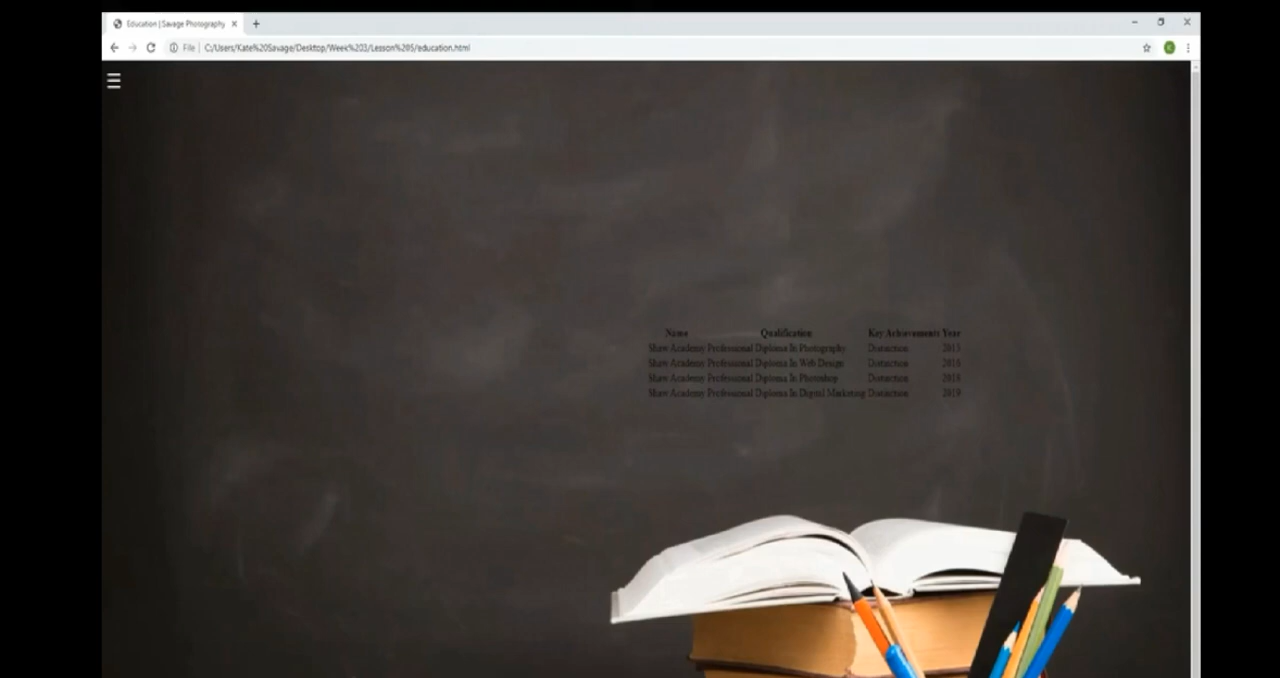 Education | Savage Photography
File | C:/Users/Kate%20Savage/Desktop/Week%203/Lesson%205/education.html
Name Qualification Key Achievements Year
Shaw Academy Professional Diploma In Photography Distinction 2015
Shaw Academy Professional Diploma In Web Design Distinction 2016
Shaw Academy Professional Diploma In Photoshop Distinction 2018
Shaw Academy Professional Diploma In Digital Marketing Distinction 2019